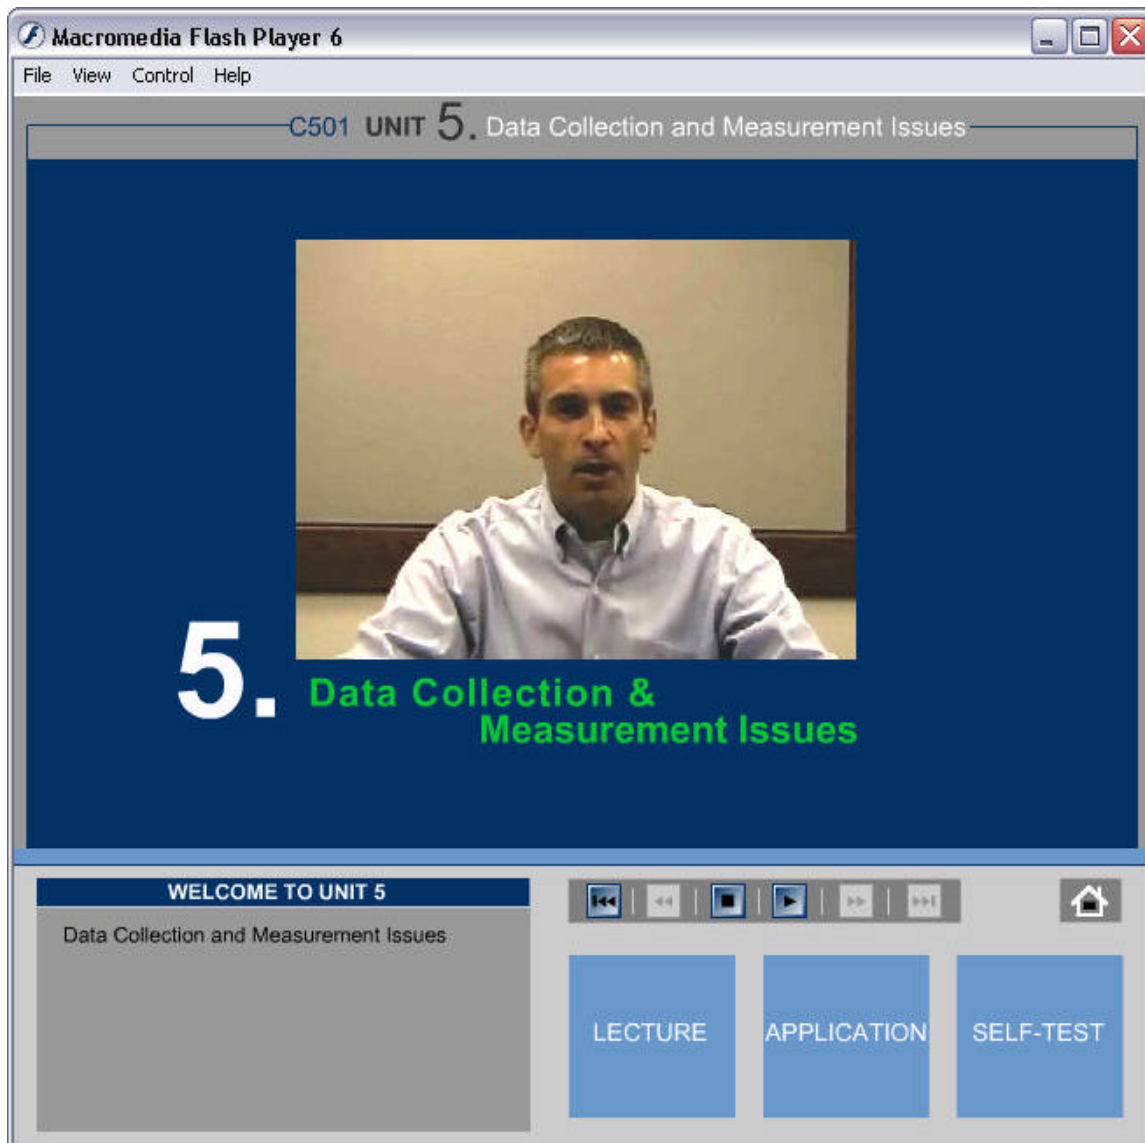 Macromedia Flash Player 6
File View Control Help
C501 UNIT 5. Data Collection and Measurement Issues
5. Data Collection &
Measurement Issues
WELCOME TO UNIT 5
Data Collection and Measurement Issues
LECTURE APPLICATION SELF-TEST